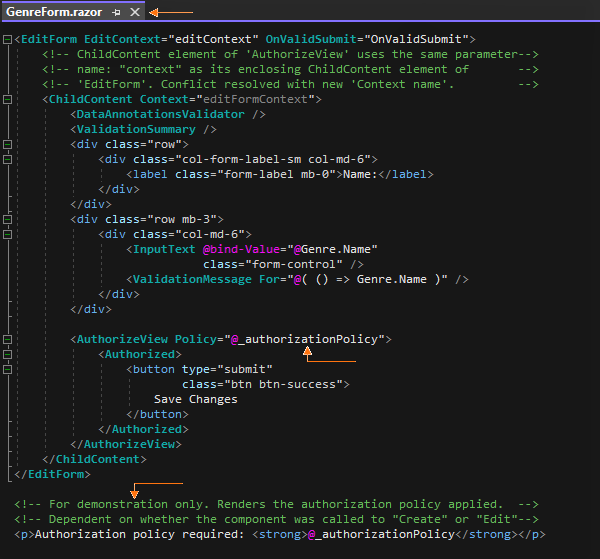 GenreForm.razor
<EditForm EditContext="editContext" OnValidSubmit="OnValidSubmit">
<!-- ChildContent element of 'AuthorizeView' uses the same parameter-->
<!-- name: "context" as its enclosing ChildContent element of -->
<!-- 'EditForm'. Conflict resolved with new 'Context name'. -->
<ChildContent Context="editFormContext">
<DataAnnotationsValidator />
<ValidationSummary />
<div class="row">
<div class="col-form-label-sm col-md-6">
<label class="form-label mb-0">Name:</label>
</div>
</div>
<div class="row mb-3">
<div class="col-md-6">
<InputText @bind-Value="@Genre.Name"
class="form-control" />
<ValidationMessage For="@( () => Genre.Name )" />
</div>
</div>
<AuthorizeView Policy="@_authorizationPolicy">
<Authorized>
<button type="submit"
class="btn btn-success">
Save Changes
</button>
</Authorized>
</AuthorizeView>
</ChildContent>
</EditForm>
<!-- For demonstration only. Renders the authorization policy applied. -->
<!-- Dependent on whether the component was called to "Create" or "Edit"-->
<p>Authorization policy required: <strong>@_authorizationPolicy</strong></p>